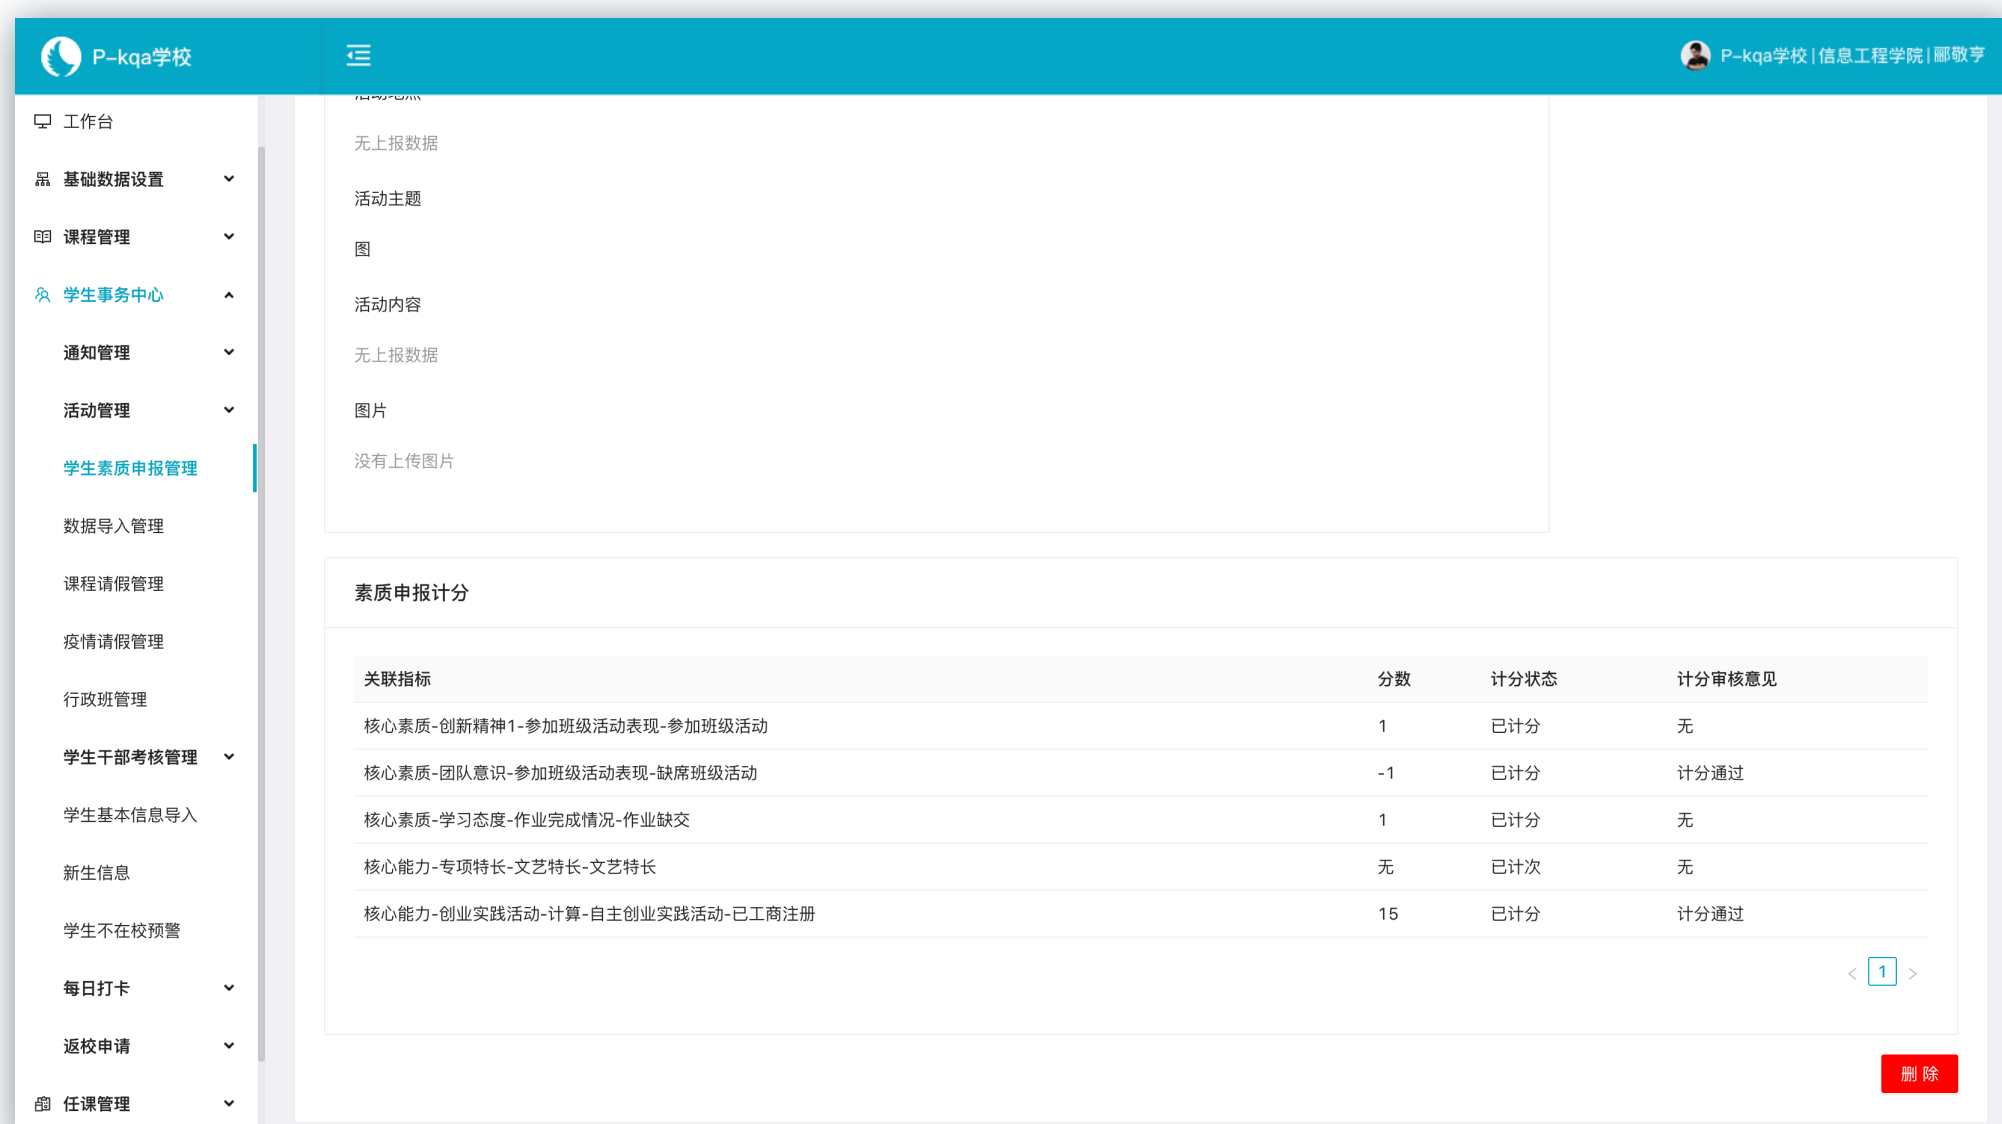 P-kqa学校
P-kqa学校|信息工程学院|郦敬亨
工作台
基础数据设置
课程管理
学生事务中心
通知管理
活动管理
学生素质申报管理
数据导入管理
课程请假管理
疫情请假管理
行政班管理
学生干部考核管理
学生基本信息导入
新生信息
学生不在校预警
每日打卡
返校申请
任课管理
活动地点
无上报数据
活动主题
图
活动内容
无上报数据
图片
没有上传图片
素质申报计分
关联指标 分数 计分状态 计分审核意见
核心素质-创新精神1-参加班级活动表现-参加班级活动 1 已计分 无
核心素质-团队意识-参加班级活动表现-缺席班级活动 -1 已计分 计分通过
核心素质-学习态度-作业完成情况-作业缺交 1 已计分 无
核心能力-专项特长-文艺特长-文艺特长 无 已计次 无
核心能力-创业实践活动-计算-自主创业实践活动-已工商注册 15 已计分 计分通过
< 1 >
删 除